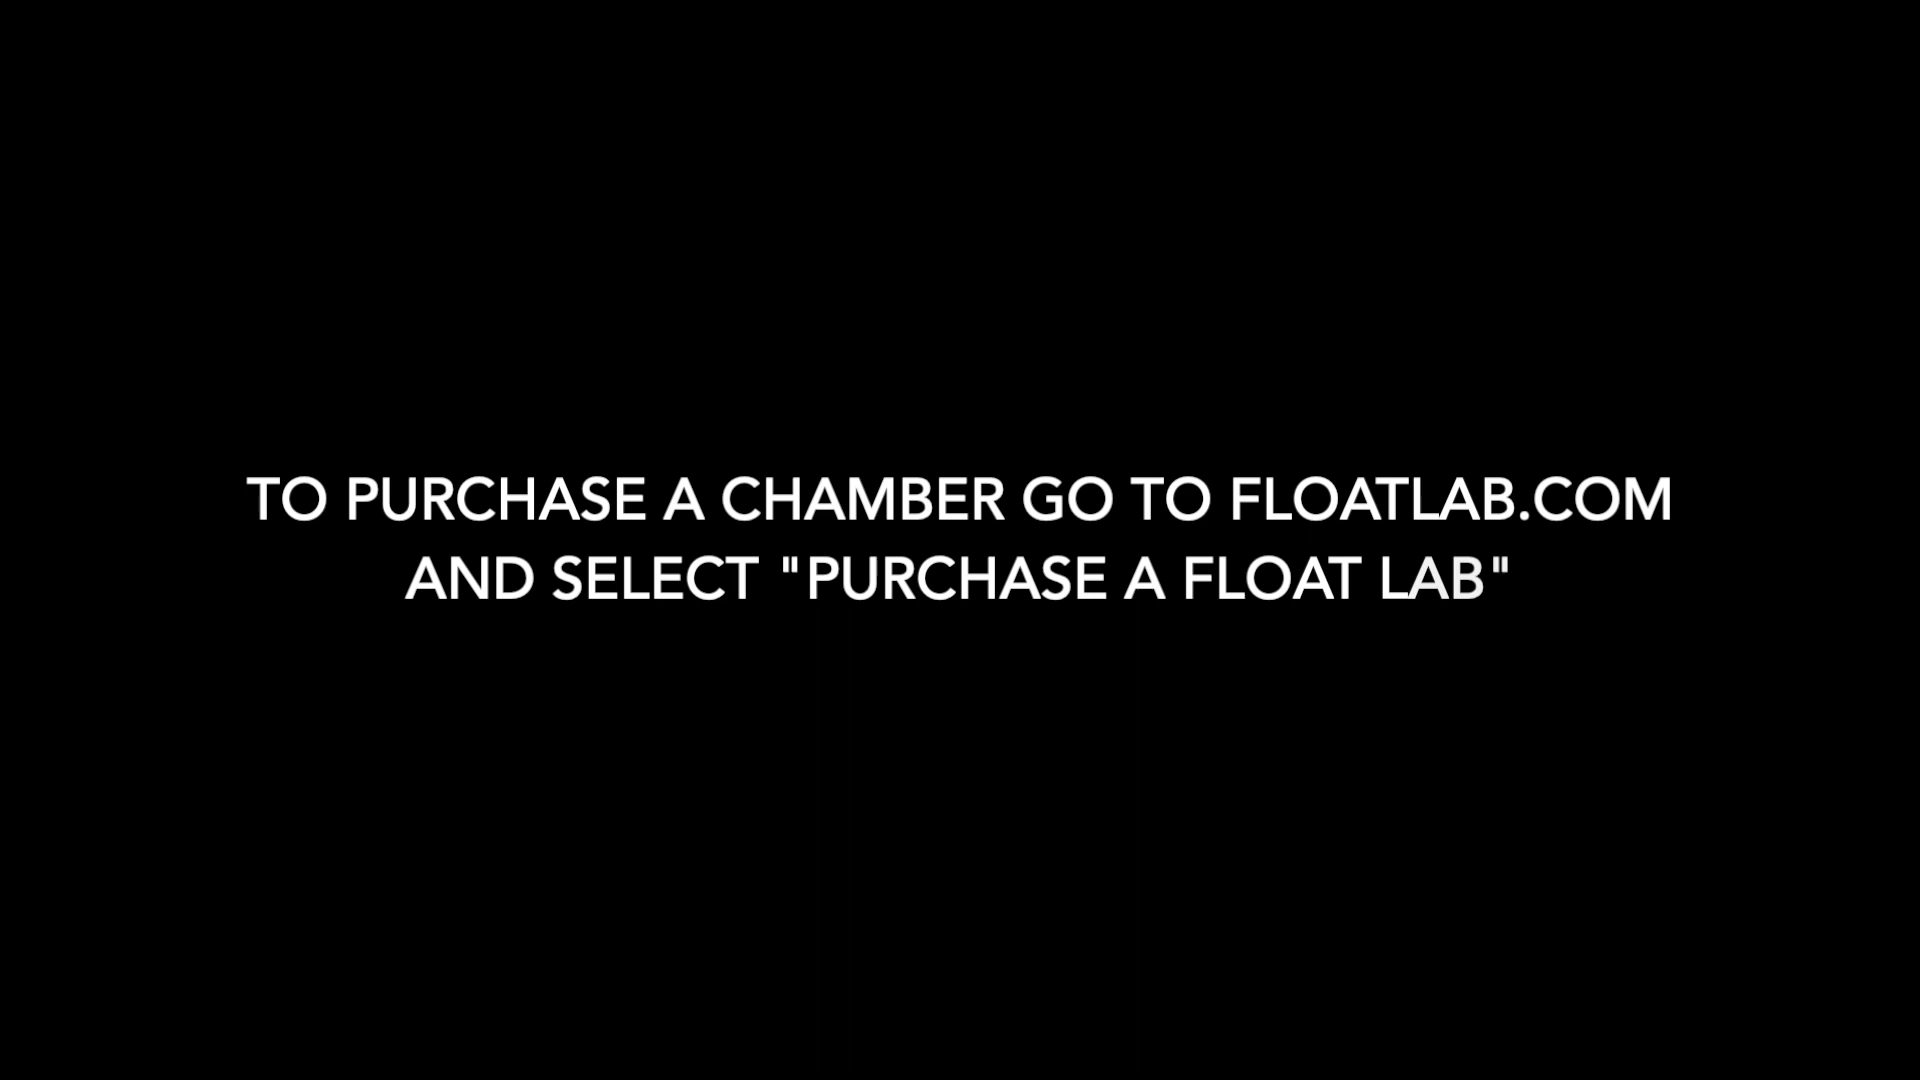 TO PURCHASE A CHAMBER GO TO FLOATLAB.COM
AND SELECT "PURCHASE A FLOAT LAB"